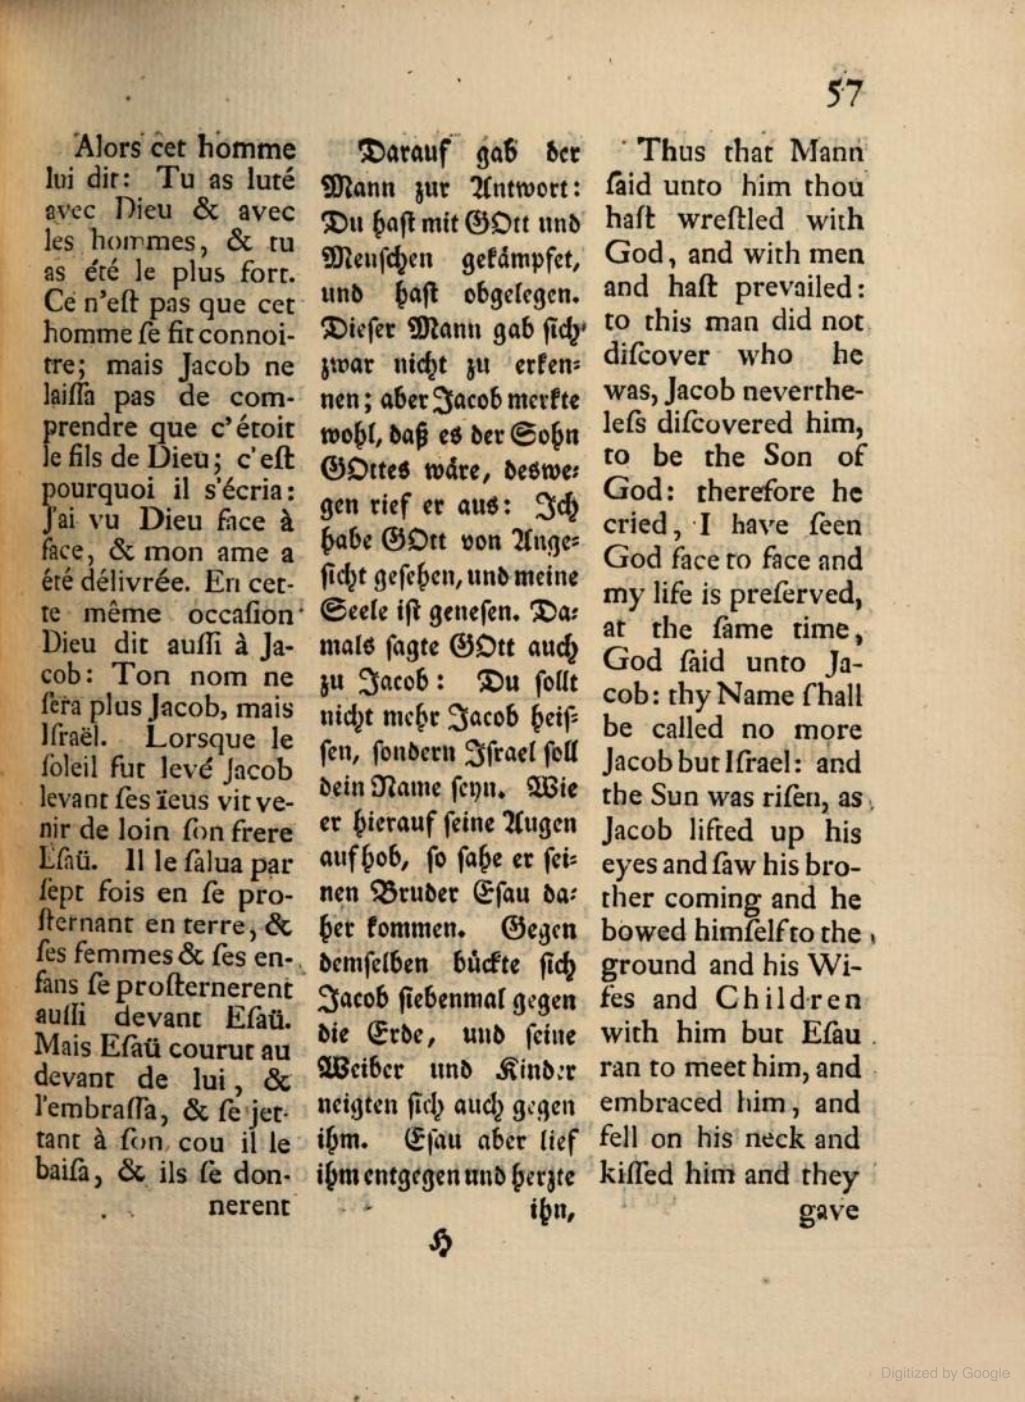 57
Alors cet homme
lui dit: Tu as luté
avec Dieu & avec
les hommes, & tu
as été le plus fort.
Ce n'eſt pas que cet
homme ſe fit connoi-
tre; mais Jacob ne
laiſſa pas de com-
prendre que c'étoit
le fils de Dieu; c'eſt
pourquoi il s'écria:
J'ai vu Dieu face à
face, & mon ame a
été délivrée. En cet-
te même occaſion
Dieu dit auſſi à Ja-
cob: Ton nom ne
ſera plus Jacob, mais
Iſraël. Lorsque le
ſoleil fut levé Jacob
levant ſes ïeus vit ve-
nir de loin ſon frere
Eſaü. Il le ſalua par
ſept fois en ſe pro-
ſternant en terre, &
ſes femmes & ſes en-
fans ſe proſternerent
auſſi devant Eſaü.
Mais Eſaü courut au
devant de lui, &
l'embraſſa, & ſe jet-
tant à ſon cou il le
baiſa, & ils ſe don-
nerent
Darauf gab der
Mann zur Antwort:
Du haſt mit GOtt und
Menſchen gekämpfet,
und haſt obgelegen.
Dieſer Mann gab ſich
zwar nicht zu erken-
nen; aber Jacob merkte
wohl, daß es der Sohn
GOttes wäre, deswe-
gen rief er aus: Ich
habe GOtt von Ange-
ſicht geſehen, und meine
Seele iſt geneſen. Da-
mals ſagte GOtt auch
zu Jacob: Du ſollt
nicht mehr Jacob heiſ-
ſen, ſondern Iſrael ſoll
dein Name ſeyn. Wie
er hierauf ſeine Augen
aufhob, ſo ſahe er ſei-
nen Bruder Eſau da-
her kommen. Gegen
demſelben bückte ſich
Jacob ſiebenmal gegen
die Erde, und ſeine
Weiber und Kinder
neigten ſich auch gegen
ihm. Eſau aber lief
ihm entgegen und herzte
ihn,
H
Thus that Mann
ſaid unto him thou
haſt wreſtled with
God, and with men
and haſt prevailed:
to this man did not
diſcover who he
was, Jacob neverthe-
leſs diſcovered him,
to be the Son of
God: therefore he
cried, I have ſeen
God face to face and
my life is preſerved,
at the ſame time,
God ſaid unto Ja-
cob: thy Name ſhall
be called no more
Jacob but Iſrael: and
the Sun was riſen, as
Jacob lifted up his
eyes and ſaw his bro-
ther coming and he
bowed himſelf to the
ground and his Wi-
fes and Children
with him but Eſau
ran to meet him, and
embraced him, and
fell on his neck and
kiſſed him and they
gave
Digitized by Google